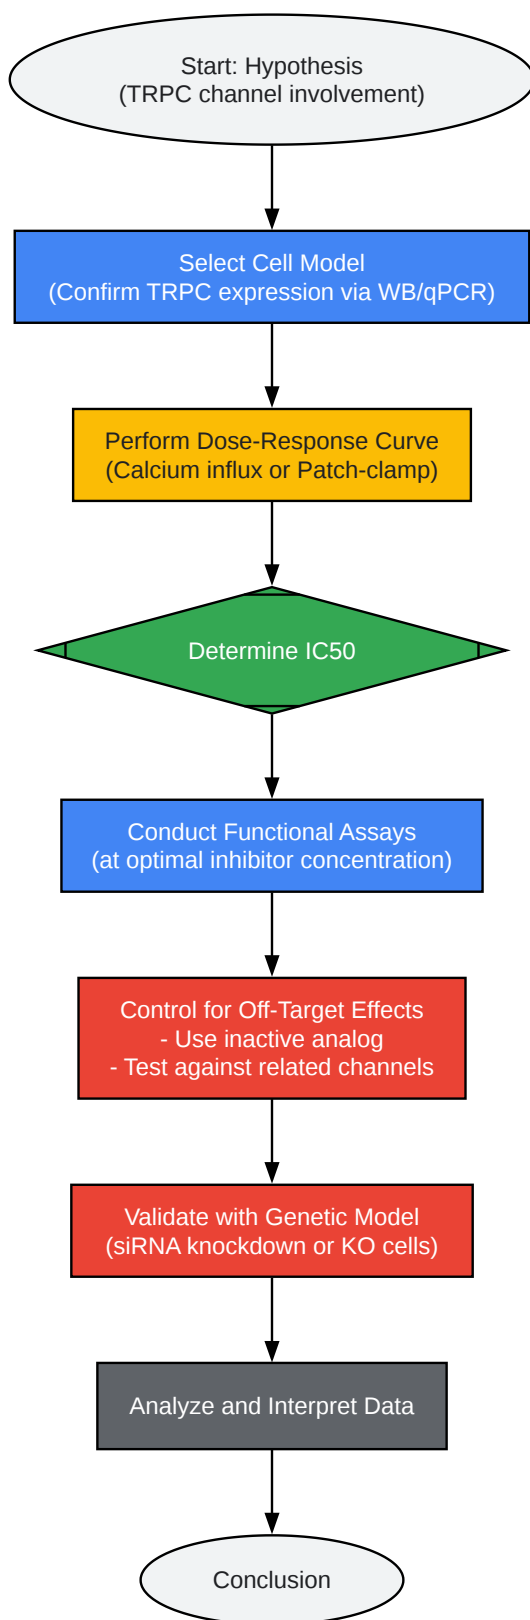 Start: Hypothesis
(TRPC channel involvement)
Select Cell Model
(Confirm TRPC expression via WB/qPCR)
Perform Dose-Response Curve
(Calcium influx or Patch-clamp)
Determine IC50
Conduct Functional Assays
(at optimal inhibitor concentration)
Control for Off-Target Effects
- Use inactive analog
- Test against related channels
Validate with Genetic Model
(siRNA knockdown or KO cells)
Analyze and Interpret Data
Conclusion